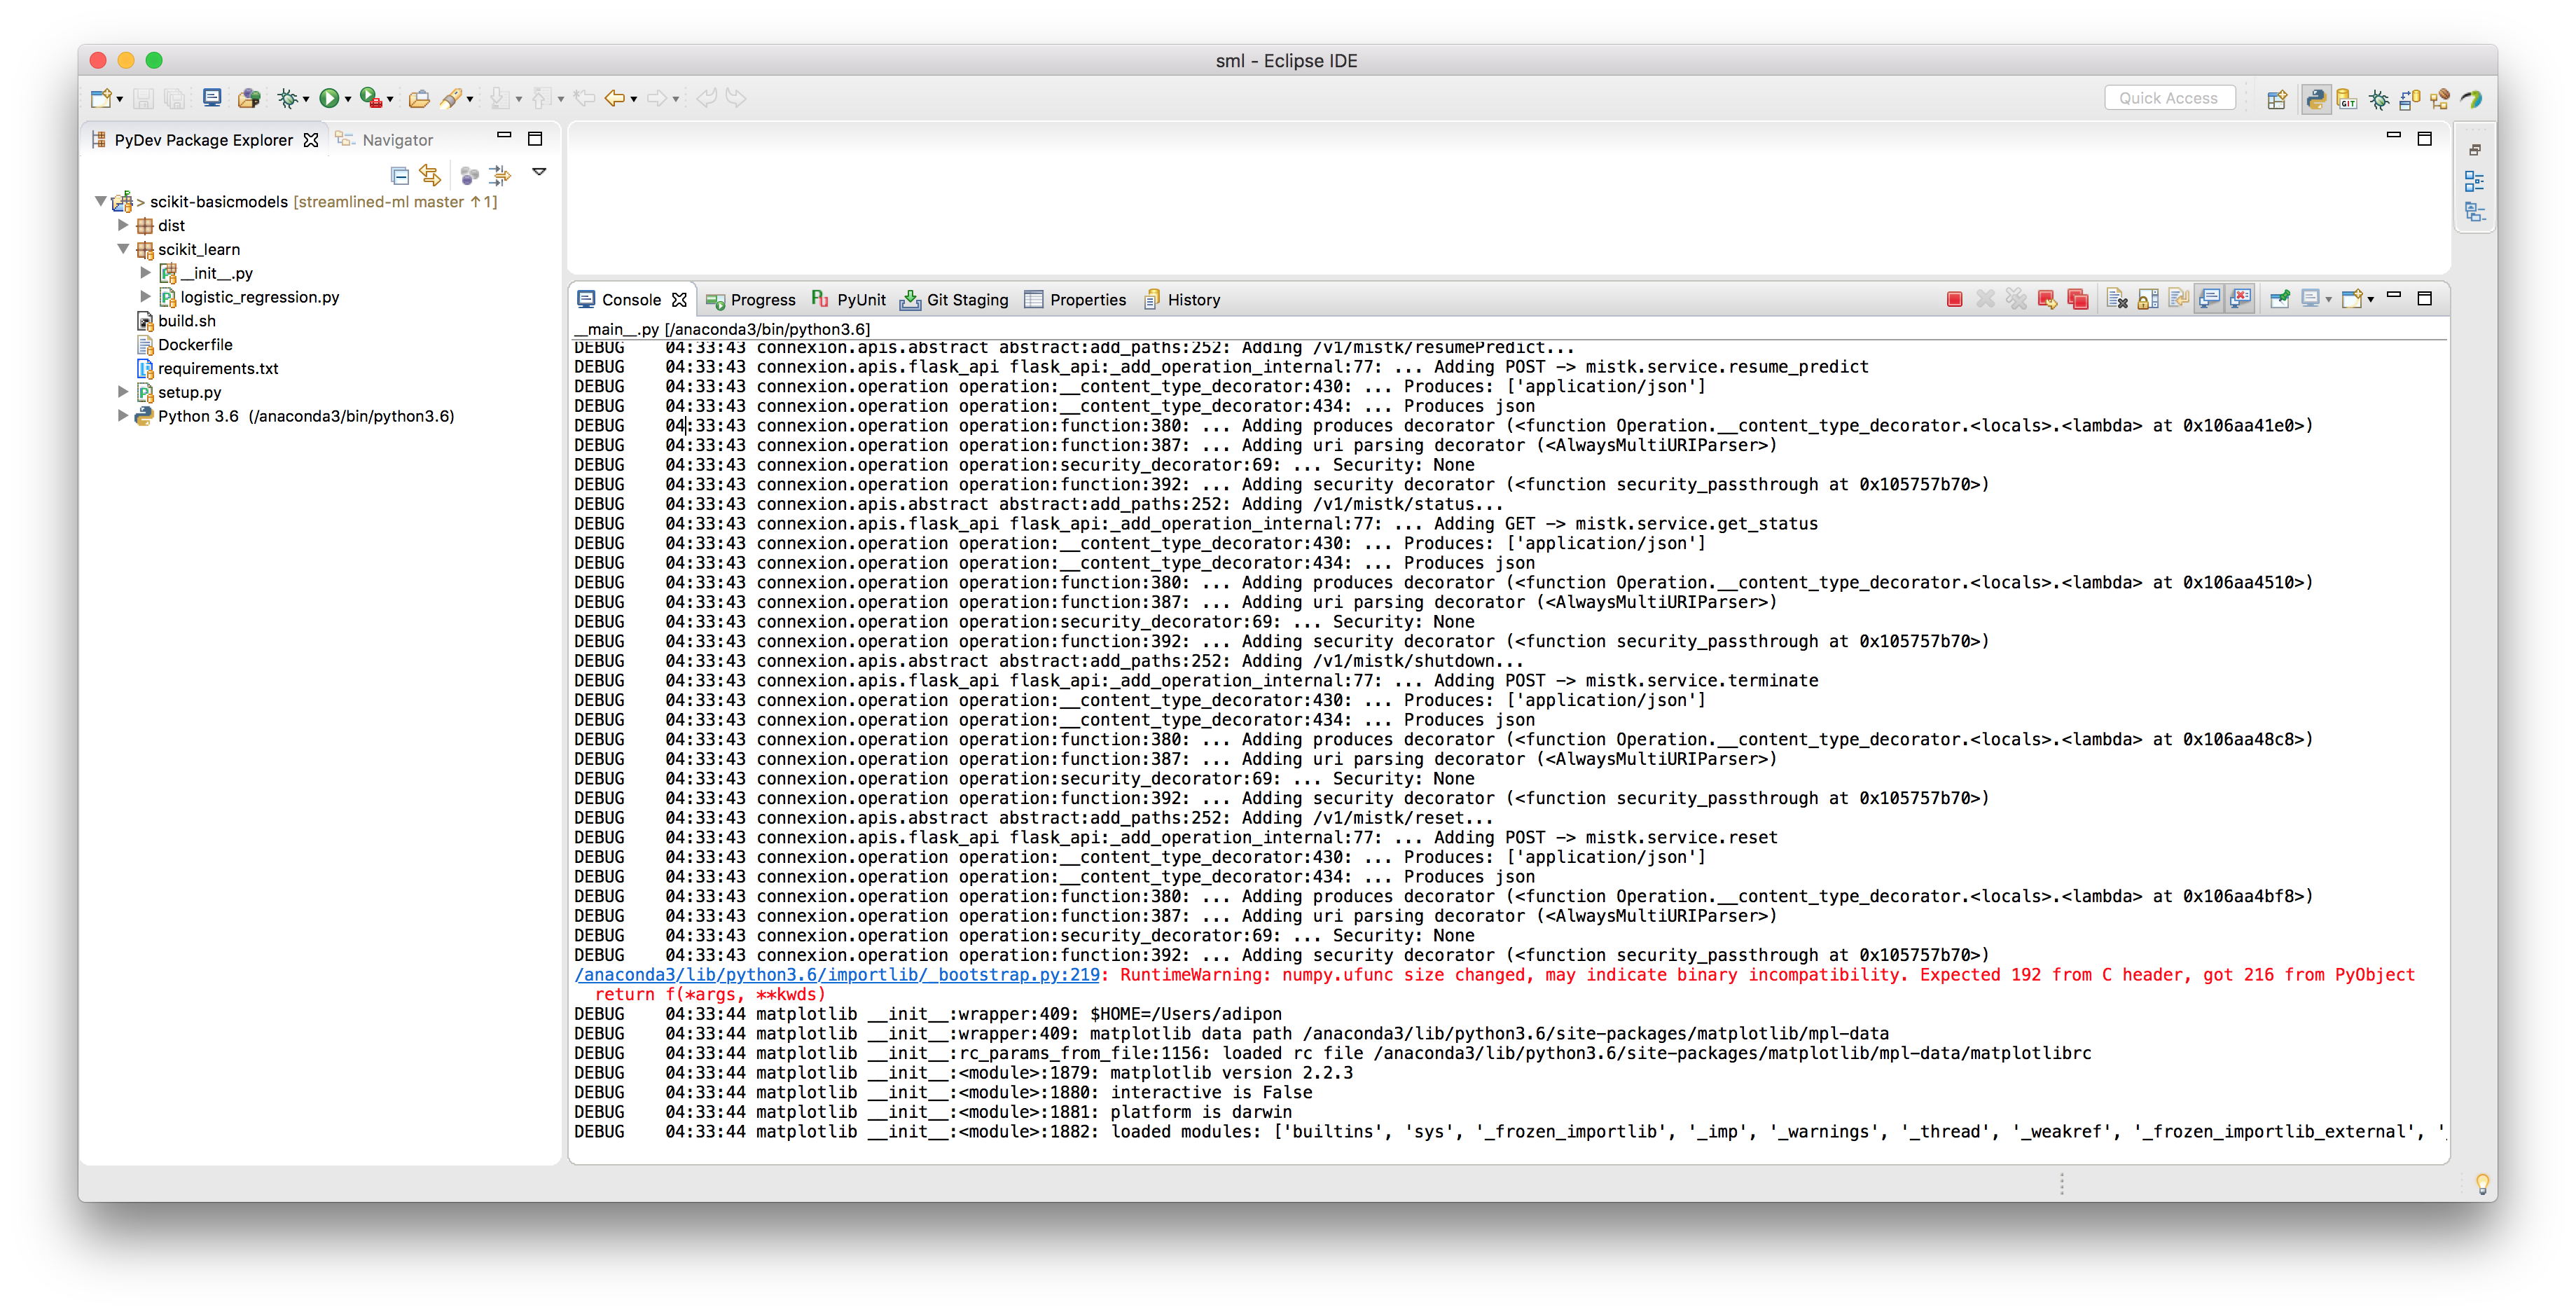 sml - Eclipse IDE
Quick Access
PyDev Package Explorer
Navigator
> scikit-basicmodels [streamlined-ml master ↑1]
dist
scikit_learn
__init__.py
logistic_regression.py
build.sh
Dockerfile
requirements.txt
setup.py
Python 3.6 (/anaconda3/bin/python3.6)
Console Progress PyUnit Git Staging Properties History
__main__.py [/anaconda3/bin/python3.6]
DEBUG 04:33:43 connexion.apis.abstract abstract:add_paths:252: Adding /v1/mistk/resumePredict...
DEBUG 04:33:43 connexion.apis.flask_api flask_api:_add_operation_internal:77: ... Adding POST -> mistk.service.resume_predict
DEBUG 04:33:43 connexion.operation operation:__content_type_decorator:430: ... Produces: ['application/json']
DEBUG 04:33:43 connexion.operation operation:__content_type_decorator:434: ... Produces json
DEBUG 04:33:43 connexion.operation operation:function:380: ... Adding produces decorator (<function Operation.__content_type_decorator.<locals>.<lambda> at 0x106aa41e0>)
DEBUG 04:33:43 connexion.operation operation:function:387: ... Adding uri parsing decorator (<AlwaysMultiURIParser>)
DEBUG 04:33:43 connexion.operation operation:security_decorator:69: ... Security: None
DEBUG 04:33:43 connexion.operation operation:function:392: ... Adding security decorator (<function security_passthrough at 0x105757b70>)
DEBUG 04:33:43 connexion.apis.abstract abstract:add_paths:252: Adding /v1/mistk/status...
DEBUG 04:33:43 connexion.apis.flask_api flask_api:_add_operation_internal:77: ... Adding GET -> mistk.service.get_status
DEBUG 04:33:43 connexion.operation operation:__content_type_decorator:430: ... Produces: ['application/json']
DEBUG 04:33:43 connexion.operation operation:__content_type_decorator:434: ... Produces json
DEBUG 04:33:43 connexion.operation operation:function:380: ... Adding produces decorator (<function Operation.__content_type_decorator.<locals>.<lambda> at 0x106aa4510>)
DEBUG 04:33:43 connexion.operation operation:function:387: ... Adding uri parsing decorator (<AlwaysMultiURIParser>)
DEBUG 04:33:43 connexion.operation operation:security_decorator:69: ... Security: None
DEBUG 04:33:43 connexion.operation operation:function:392: ... Adding security decorator (<function security_passthrough at 0x105757b70>)
DEBUG 04:33:43 connexion.apis.abstract abstract:add_paths:252: Adding /v1/mistk/shutdown...
DEBUG 04:33:43 connexion.apis.flask_api flask_api:_add_operation_internal:77: ... Adding POST -> mistk.service.terminate
DEBUG 04:33:43 connexion.operation operation:__content_type_decorator:430: ... Produces: ['application/json']
DEBUG 04:33:43 connexion.operation operation:__content_type_decorator:434: ... Produces json
DEBUG 04:33:43 connexion.operation operation:function:380: ... Adding produces decorator (<function Operation.__content_type_decorator.<locals>.<lambda> at 0x106aa48c8>)
DEBUG 04:33:43 connexion.operation operation:function:387: ... Adding uri parsing decorator (<AlwaysMultiURIParser>)
DEBUG 04:33:43 connexion.operation operation:security_decorator:69: ... Security: None
DEBUG 04:33:43 connexion.operation operation:function:392: ... Adding security decorator (<function security_passthrough at 0x105757b70>)
DEBUG 04:33:43 connexion.apis.abstract abstract:add_paths:252: Adding /v1/mistk/reset...
DEBUG 04:33:43 connexion.apis.flask_api flask_api:_add_operation_internal:77: ... Adding POST -> mistk.service.reset
DEBUG 04:33:43 connexion.operation operation:__content_type_decorator:430: ... Produces: ['application/json']
DEBUG 04:33:43 connexion.operation operation:__content_type_decorator:434: ... Produces json
DEBUG 04:33:43 connexion.operation operation:function:380: ... Adding produces decorator (<function Operation.__content_type_decorator.<locals>.<lambda> at 0x106aa4bf8>)
DEBUG 04:33:43 connexion.operation operation:function:387: ... Adding uri parsing decorator (<AlwaysMultiURIParser>)
DEBUG 04:33:43 connexion.operation operation:security_decorator:69: ... Security: None
DEBUG 04:33:43 connexion.operation operation:function:392: ... Adding security decorator (<function security_passthrough at 0x105757b70>)
/anaconda3/lib/python3.6/importlib/_bootstrap.py:219: RuntimeWarning: numpy.ufunc size changed, may indicate binary incompatibility. Expected 192 from C header, got 216 from PyObject
return f(*args, **kwds)
DEBUG 04:33:44 matplotlib __init__:wrapper:409: $HOME=/Users/adipon
DEBUG 04:33:44 matplotlib __init__:wrapper:409: matplotlib data path /anaconda3/lib/python3.6/site-packages/matplotlib/mpl-data
DEBUG 04:33:44 matplotlib __init__:rc_params_from_file:1156: loaded rc file /anaconda3/lib/python3.6/site-packages/matplotlib/mpl-data/matplotlibrc
DEBUG 04:33:44 matplotlib __init__:<module>:1879: matplotlib version 2.2.3
DEBUG 04:33:44 matplotlib __init__:<module>:1880: interactive is False
DEBUG 04:33:44 matplotlib __init__:<module>:1881: platform is darwin
DEBUG 04:33:44 matplotlib __init__:<module>:1882: loaded modules: ['builtins', 'sys', '_frozen_importlib', '_imp', '_warnings', '_thread', '_weakref', '_frozen_importlib_external', '_